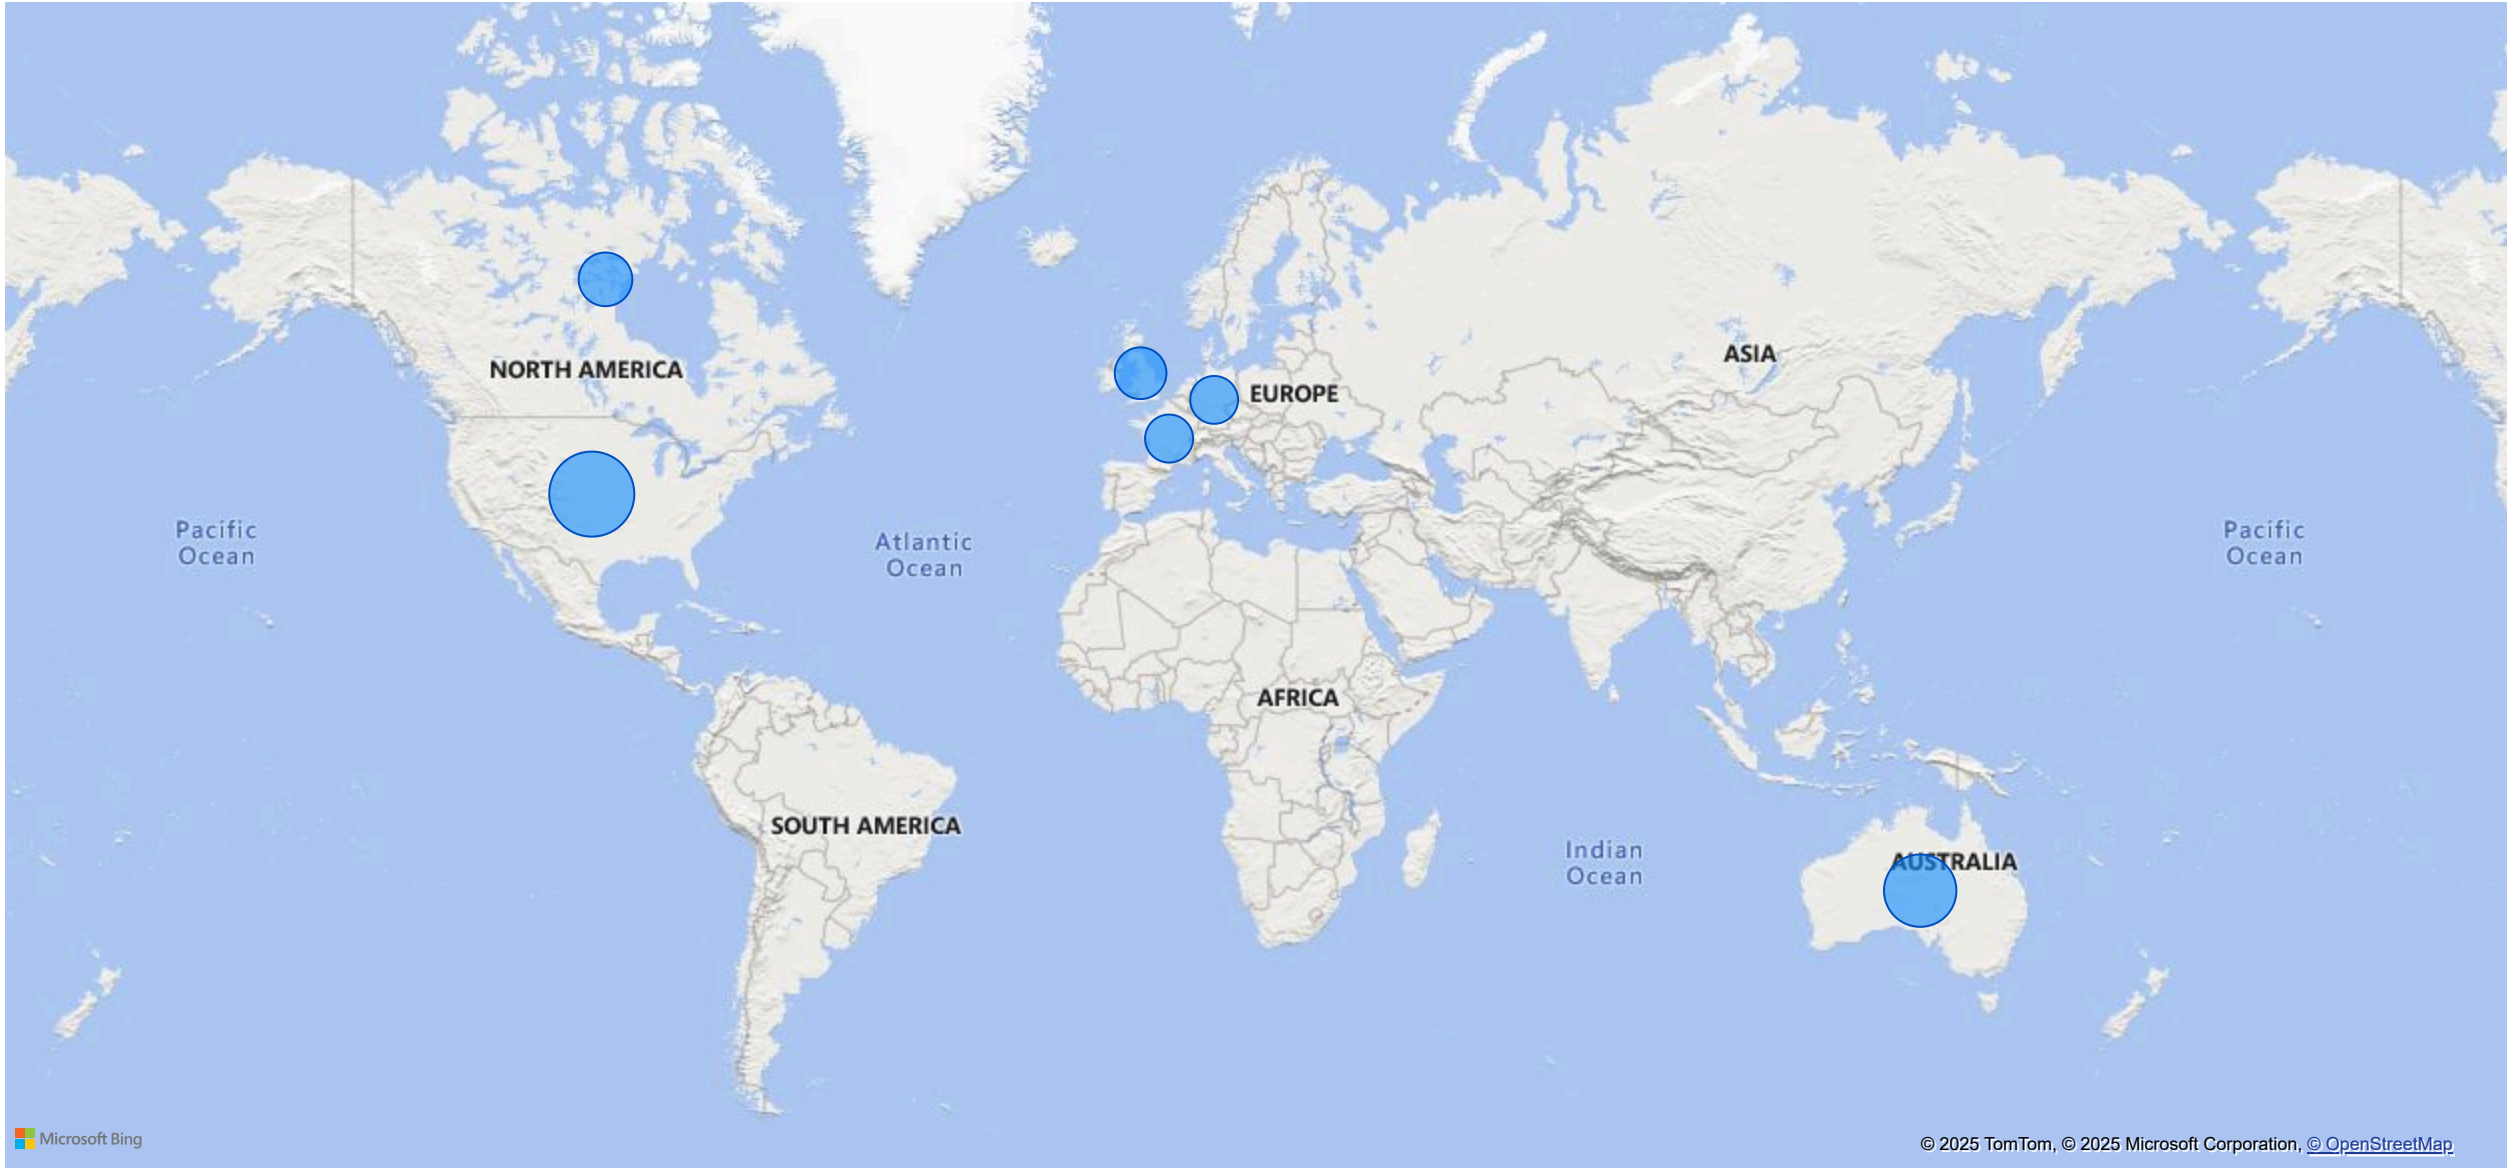 NORTH AMERICA
ASIA
EUROPE
Pacific
Ocean
Atlantic
Ocean
Pacific
Ocean
AFRICA
SOUTH AMERICA
Indian
Ocean
AUSTRALIA
Microsoft Bing
© 2025 TomTom, © 2025 Microsoft Corporation, © OpenStreetMap